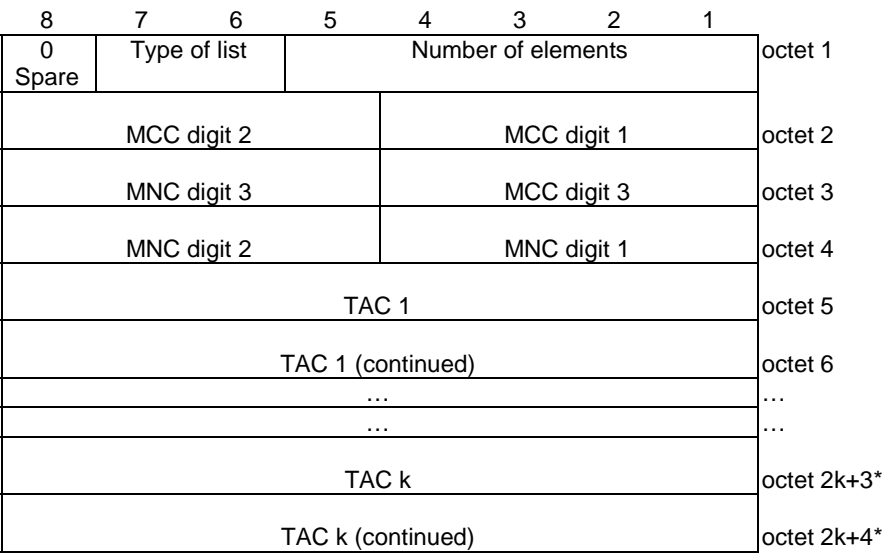 8 7 6 5 4 3 2 1
0 Type of list Number of elements octet 1
Spare
MCC digit 2 MCC digit 1 octet 2
MNC digit 3 MCC digit 3 octet 3
MNC digit 2 MNC digit 1 octet 4
TAC 1 octet 5
TAC 1 (continued) octet 6
… …
… …
TAC k octet 2k+3*
TAC k (continued) octet 2k+4*